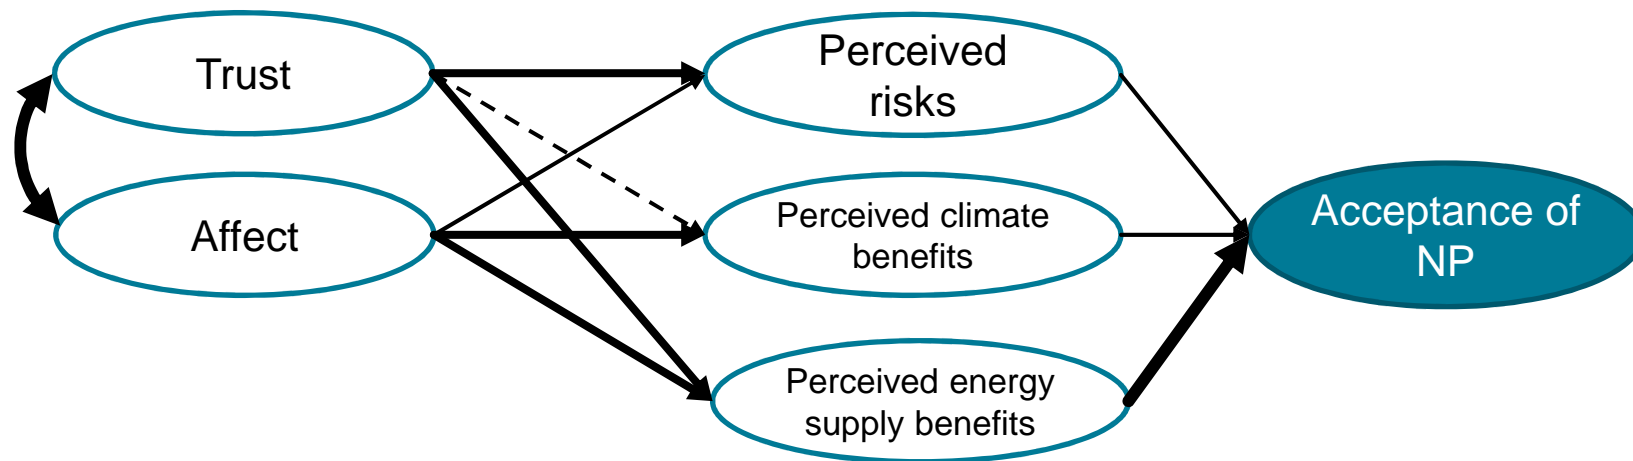 Trust
Perceived
risks
Affect
Perceived climate
benefits
Acceptance of
NP
Perceived energy
supply benefits